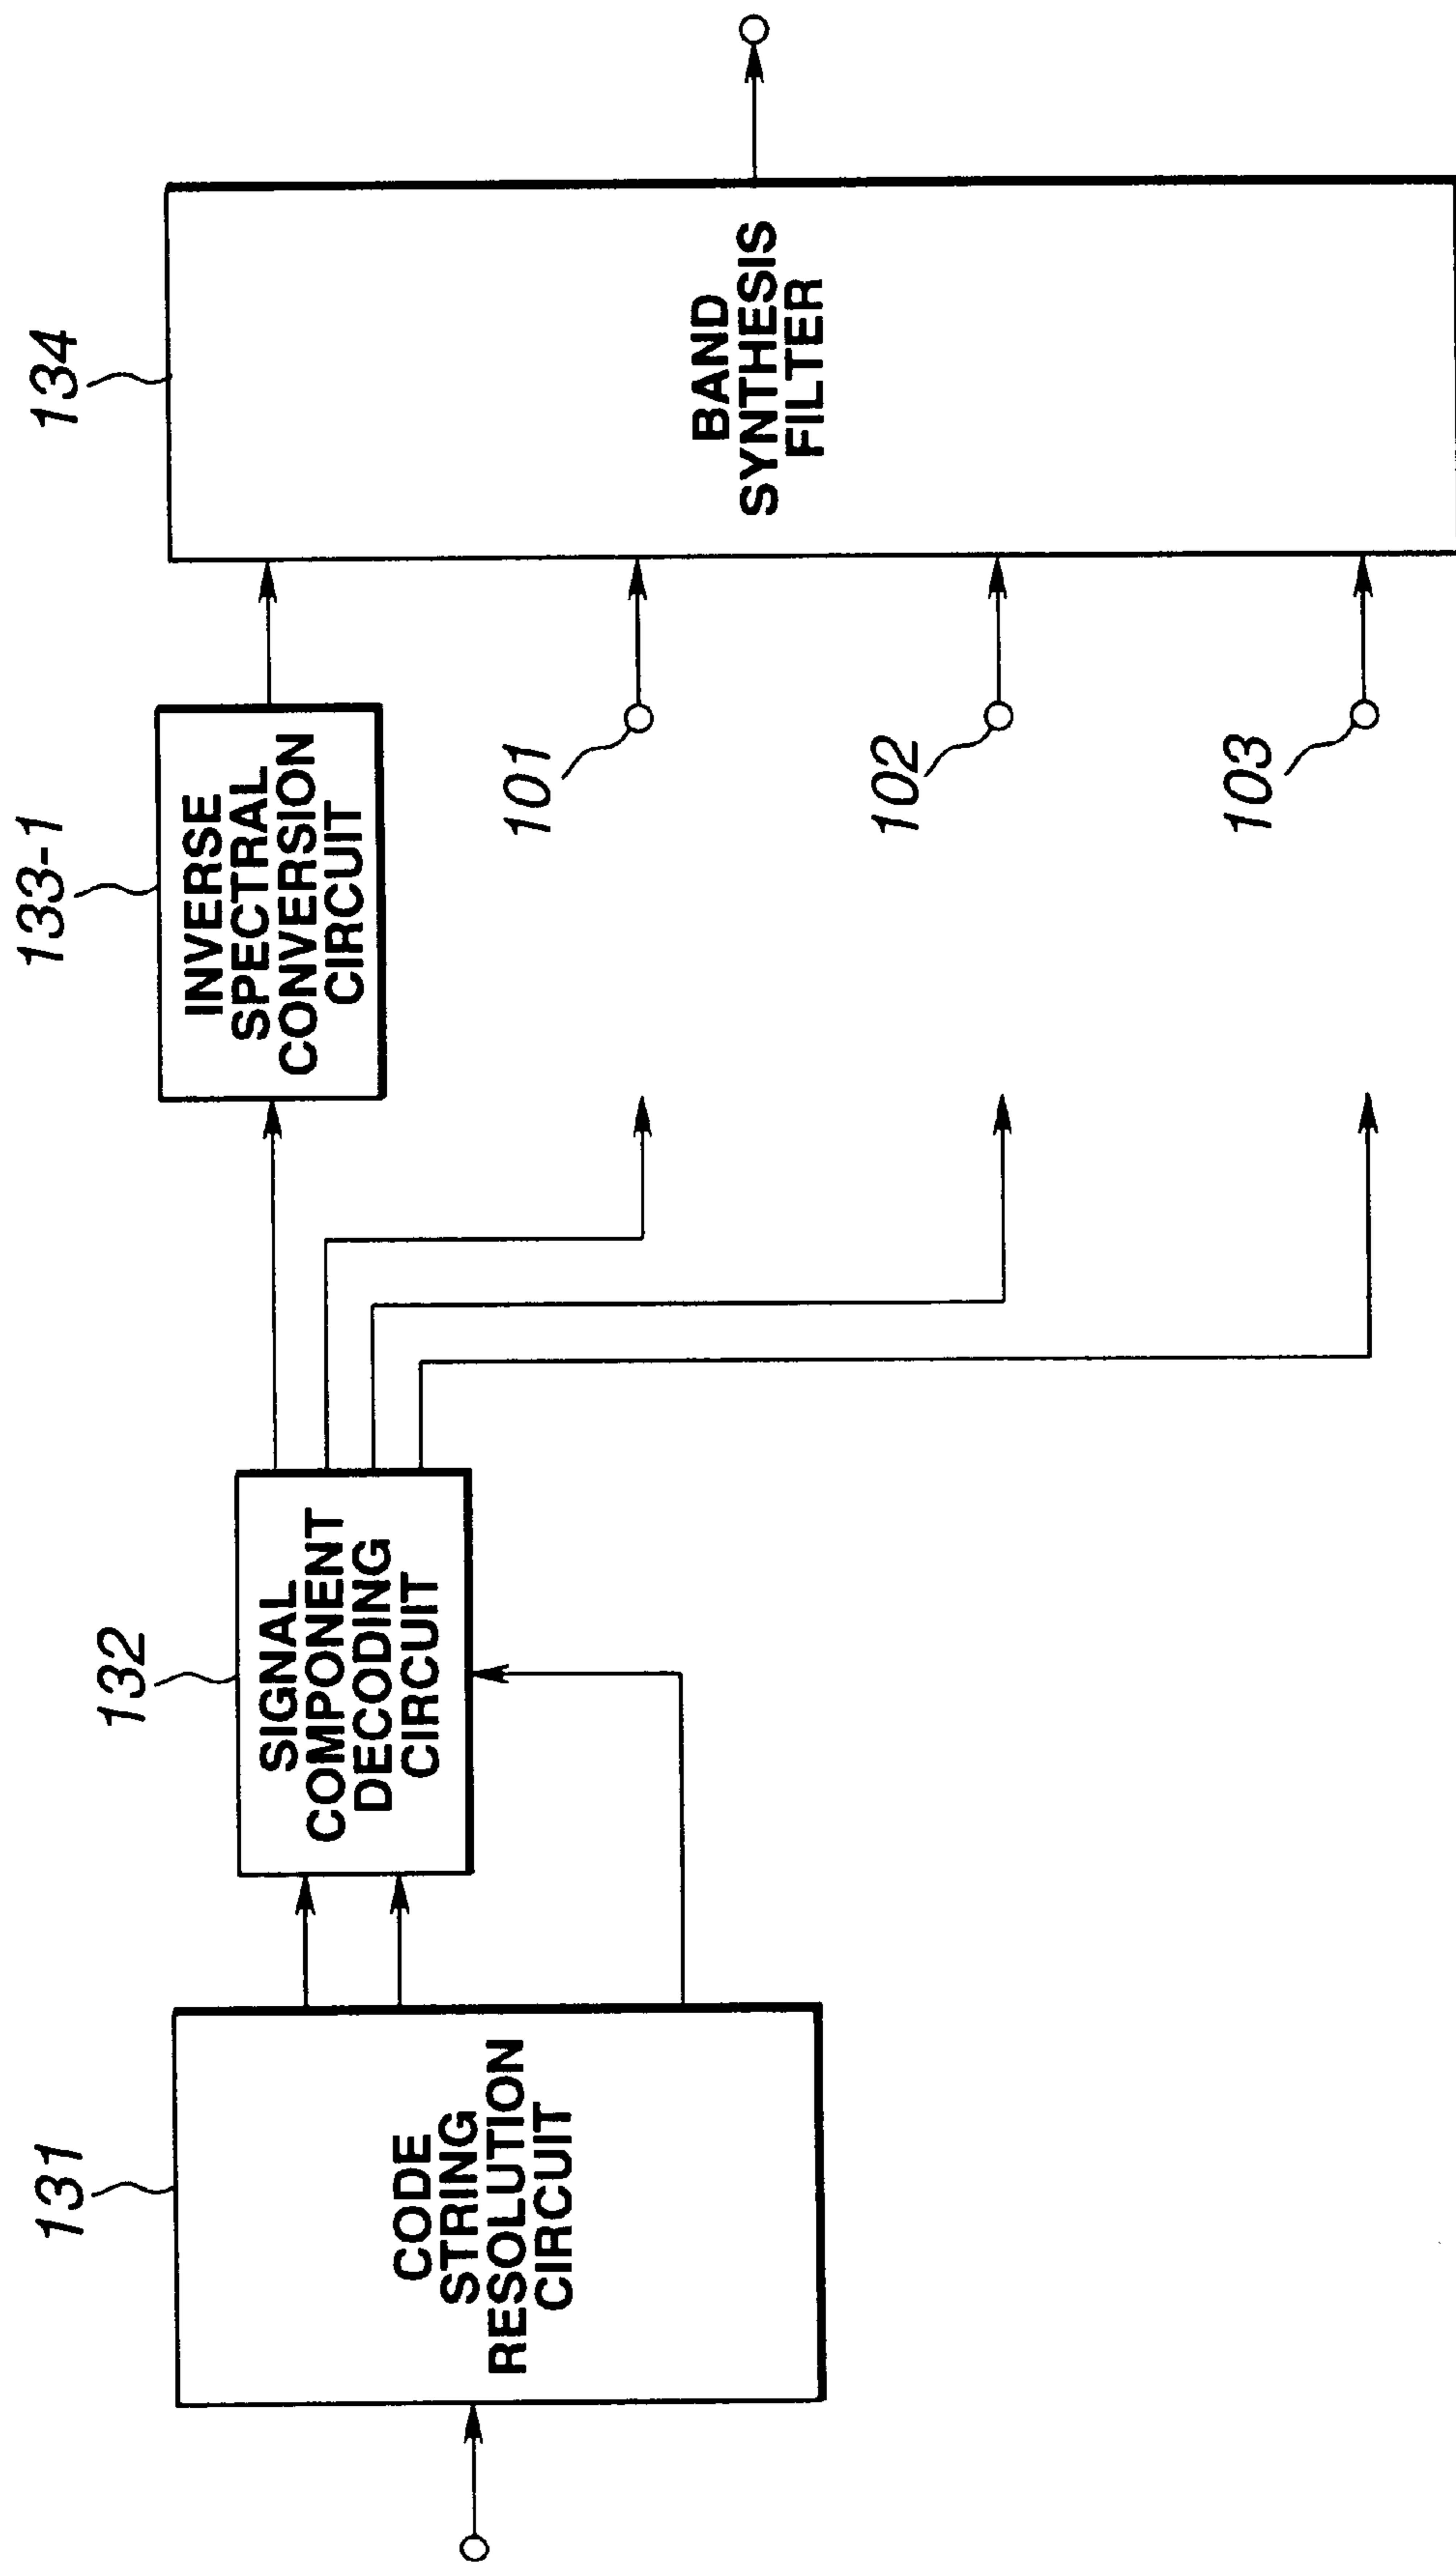 131
CODE
STRING
RESOLUTION
CIRCUIT
132
SIGNAL
COMPONENT
DECODING
CIRCUIT
133-1
INVERSE
SPECTRAL
CONVERSION
CIRCUIT
101
102
103
134
BAND
SYNTHESIS
FILTER